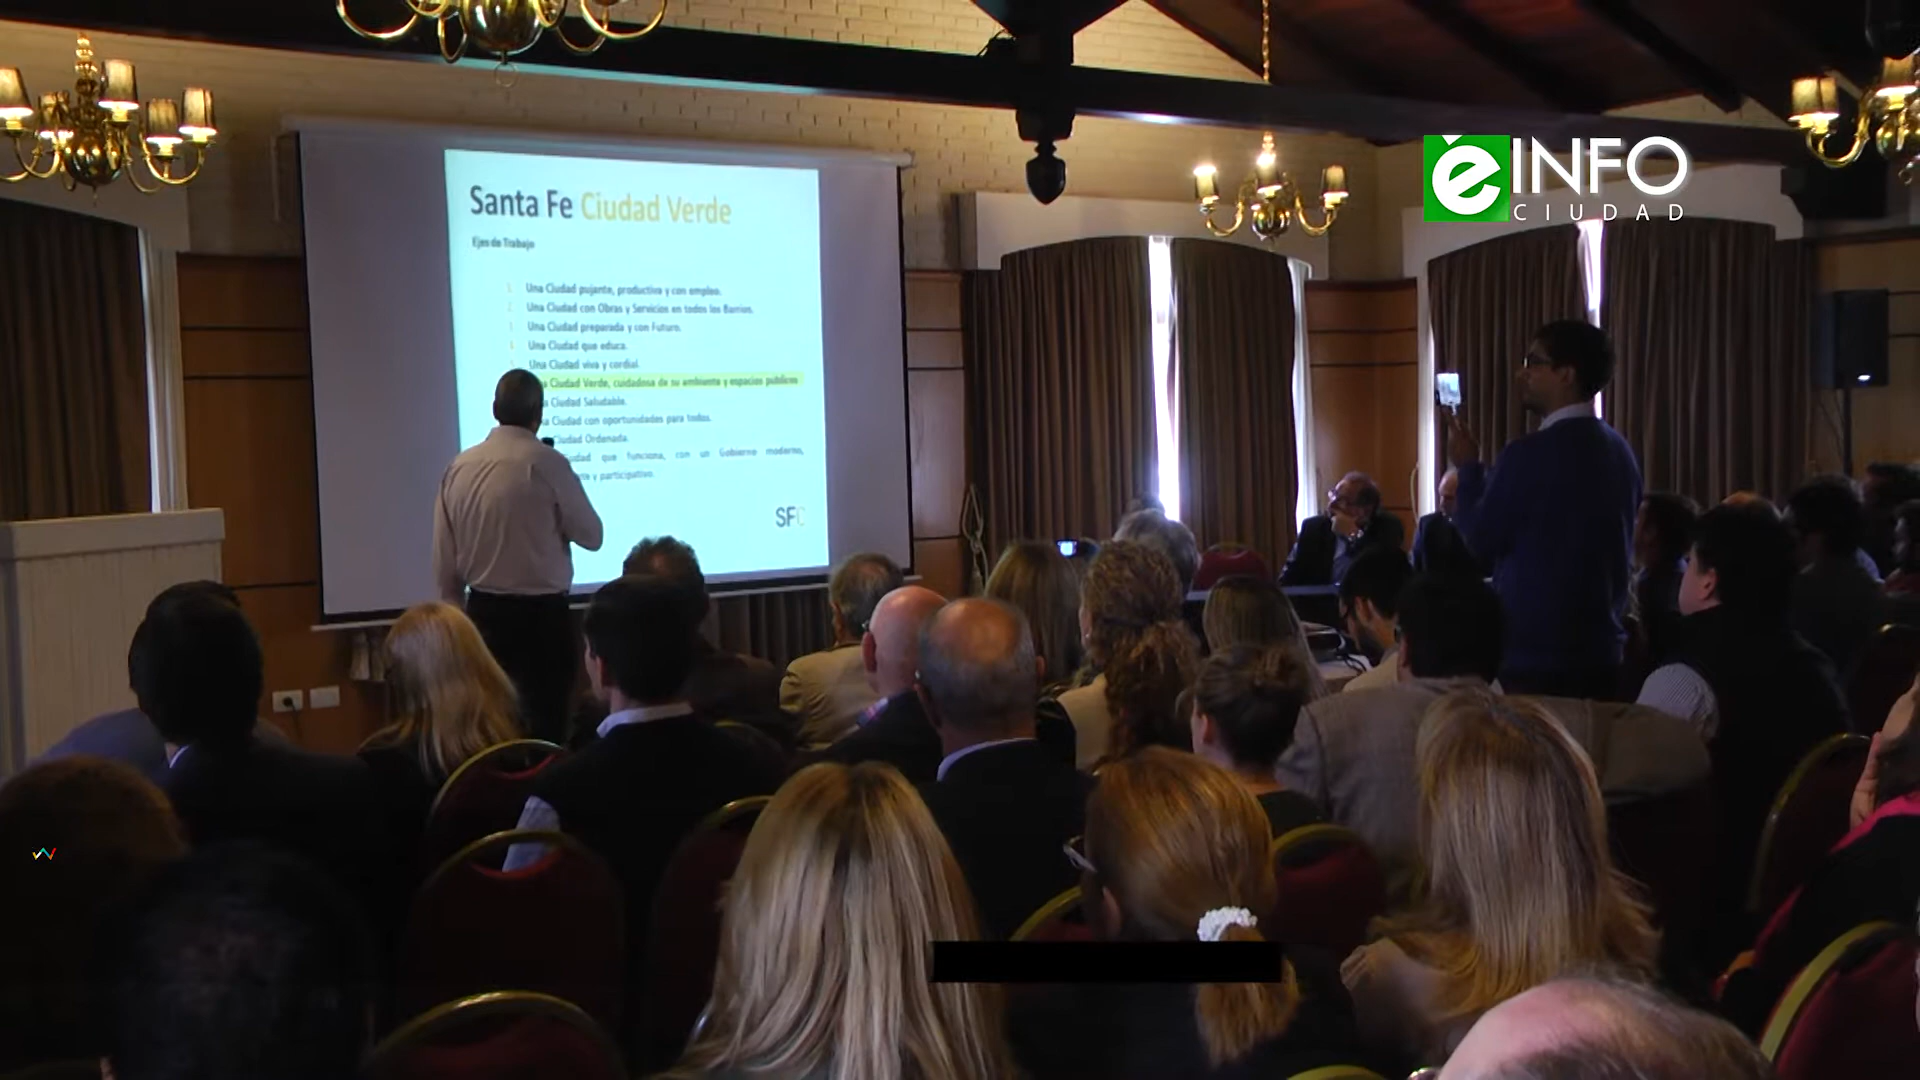 èINFO
CIUDAD
Santa Fe Ciudad Verde
Ejes de Trabajo
Una Ciudad pujante, productiva y con empleo.
Una Ciudad con Obras y Servicios en todos los Barrios.
Una Ciudad preparada y con Futuro.
Una Ciudad que educa.
Una Ciudad viva y cordial.
Ciudad Verde, cuidadosa de su ambiente y espacios públicos
Ciudad Saludable.
Ciudad con oportunidades para todos.
Ciudad Ordenada.
que funciona, con un Gobierno moderno,
y participativo.
SFC